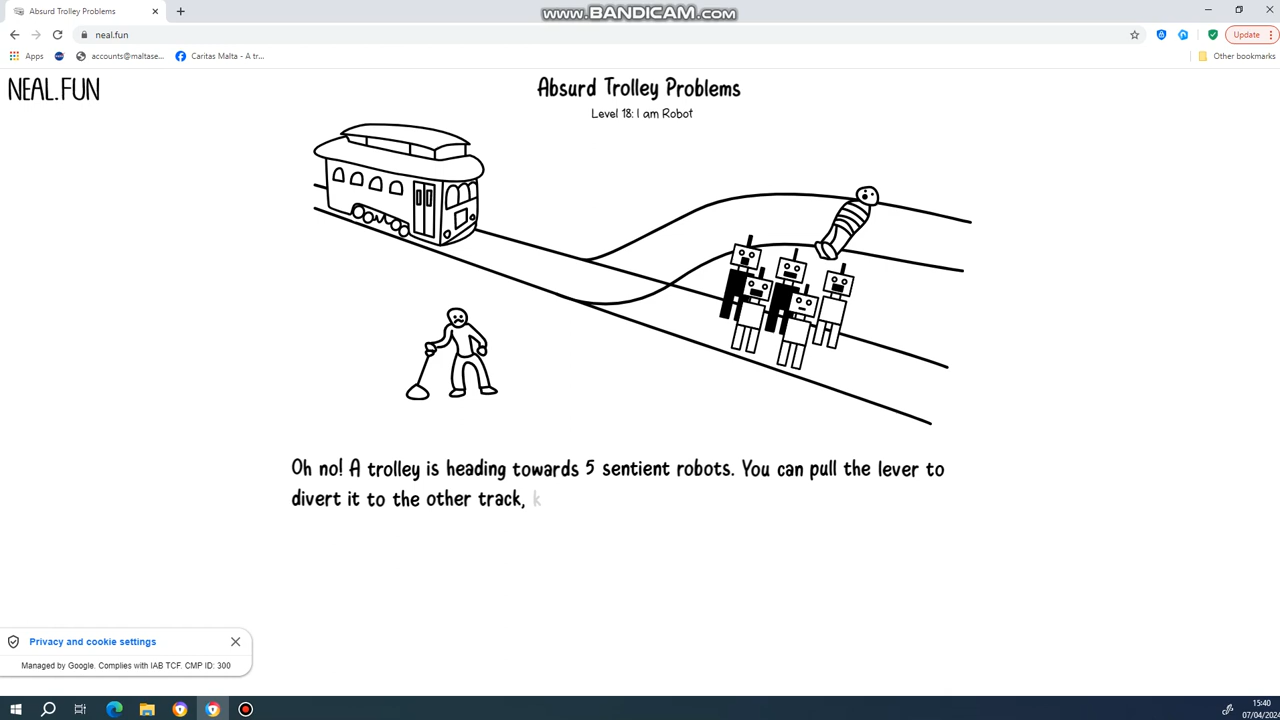 Absurd Trolley Problems
www.BANDICAM.com
neal.fun
Update
Apps
accounts@maltase...
Caritas Malta - A tr...
Other bookmarks
NEAL.FUN
Absurd Trolley Problems
Level 18: I am Robot
Oh no! A trolley is heading towards 5 sentient robots. You can pull the lever to
divert it to the other track, k
Privacy and cookie settings
Managed by Google. Complies with IAB TCF. CMP ID: 300
15:40
07/04/2024